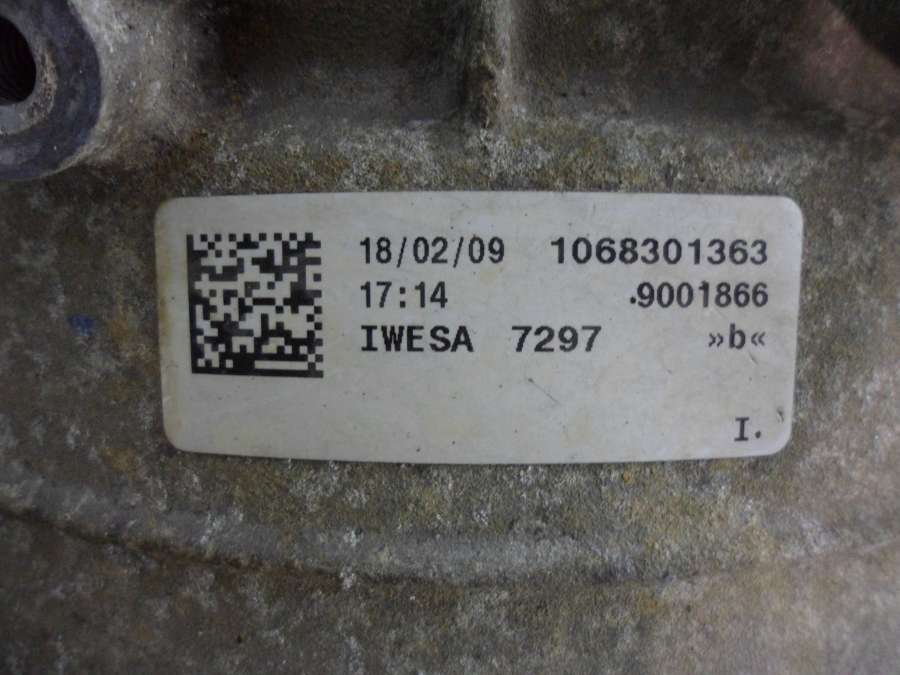 18/02/09 1068301363
17:14 .9001866
IWESA 7297 »b«
I.